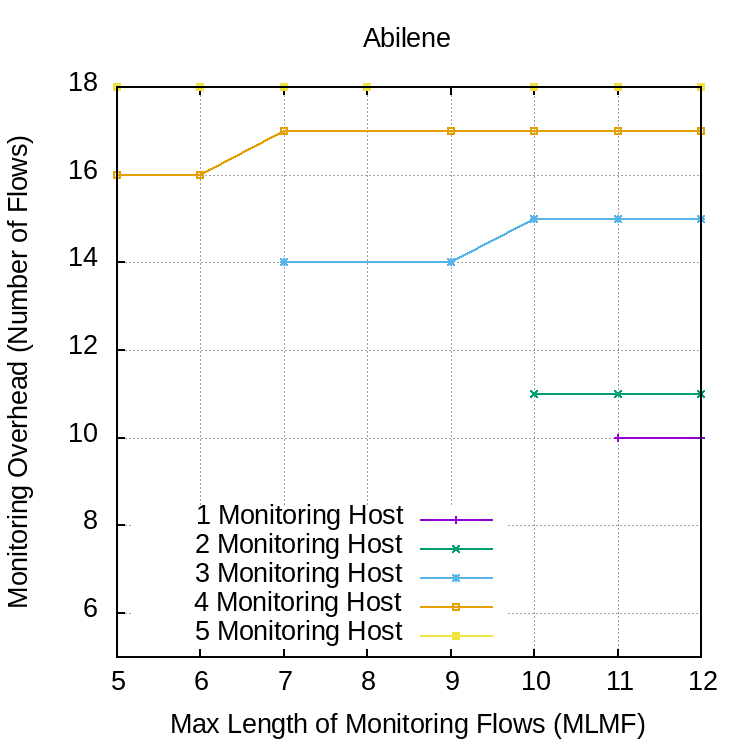 Abilene
Monitoring Overhead (Number of Flows)
18
16
14
12
10
8
6
1 Monitoring Host
2 Monitoring Host
3 Monitoring Host
4 Monitoring Host
5 Monitoring Host
5 6 7 8 9 10 11 12
Max Length of Monitoring Flows (MLMF)